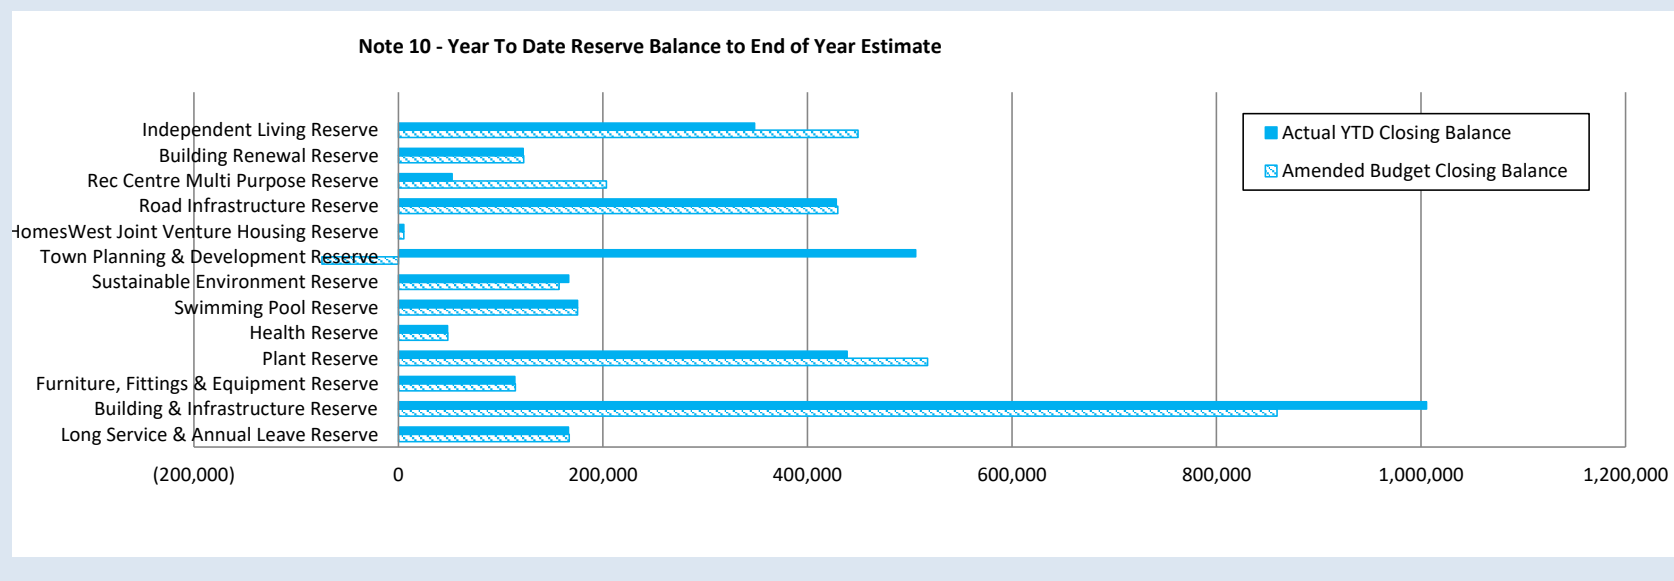 Note 10 - Year To Date Reserve Balance to End of Year Estimate
Independent Living Reserve
Building Renewal Reserve
Rec Centre Multi Purpose Reserve
Road Infrastructure Reserve
HomesWest Joint Venture Housing Reserve
Town Planning & Development Reserve
Sustainable Environment Reserve
Swimming Pool Reserve
Health Reserve
Plant Reserve
Furniture, Fittings & Equipment Reserve
Building & Infrastructure Reserve
Long Service & Annual Leave Reserve
Actual YTD Closing Balance
Amended Budget Closing Balance
(200,000) 0 200,000 400,000 600,000 800,000 1,000,000 1,200,000